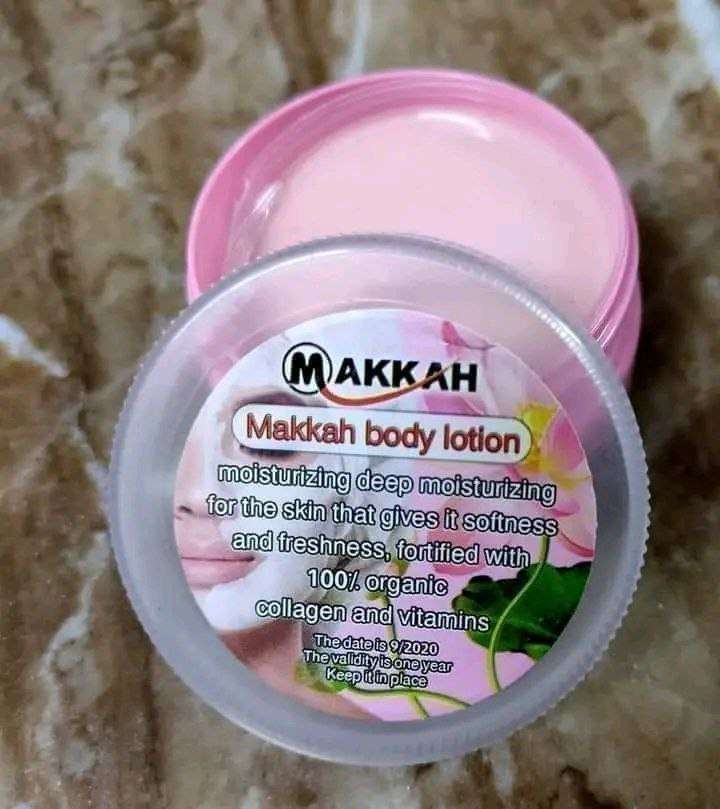 MAKKAH
Makkah body lotion
moisturizing deep moisturizing
for the skin that gives it softness
and freshness, fortified with
100% organic
collagen and vitamins
The date is 9/2020
The validity is one year
Keep it in place